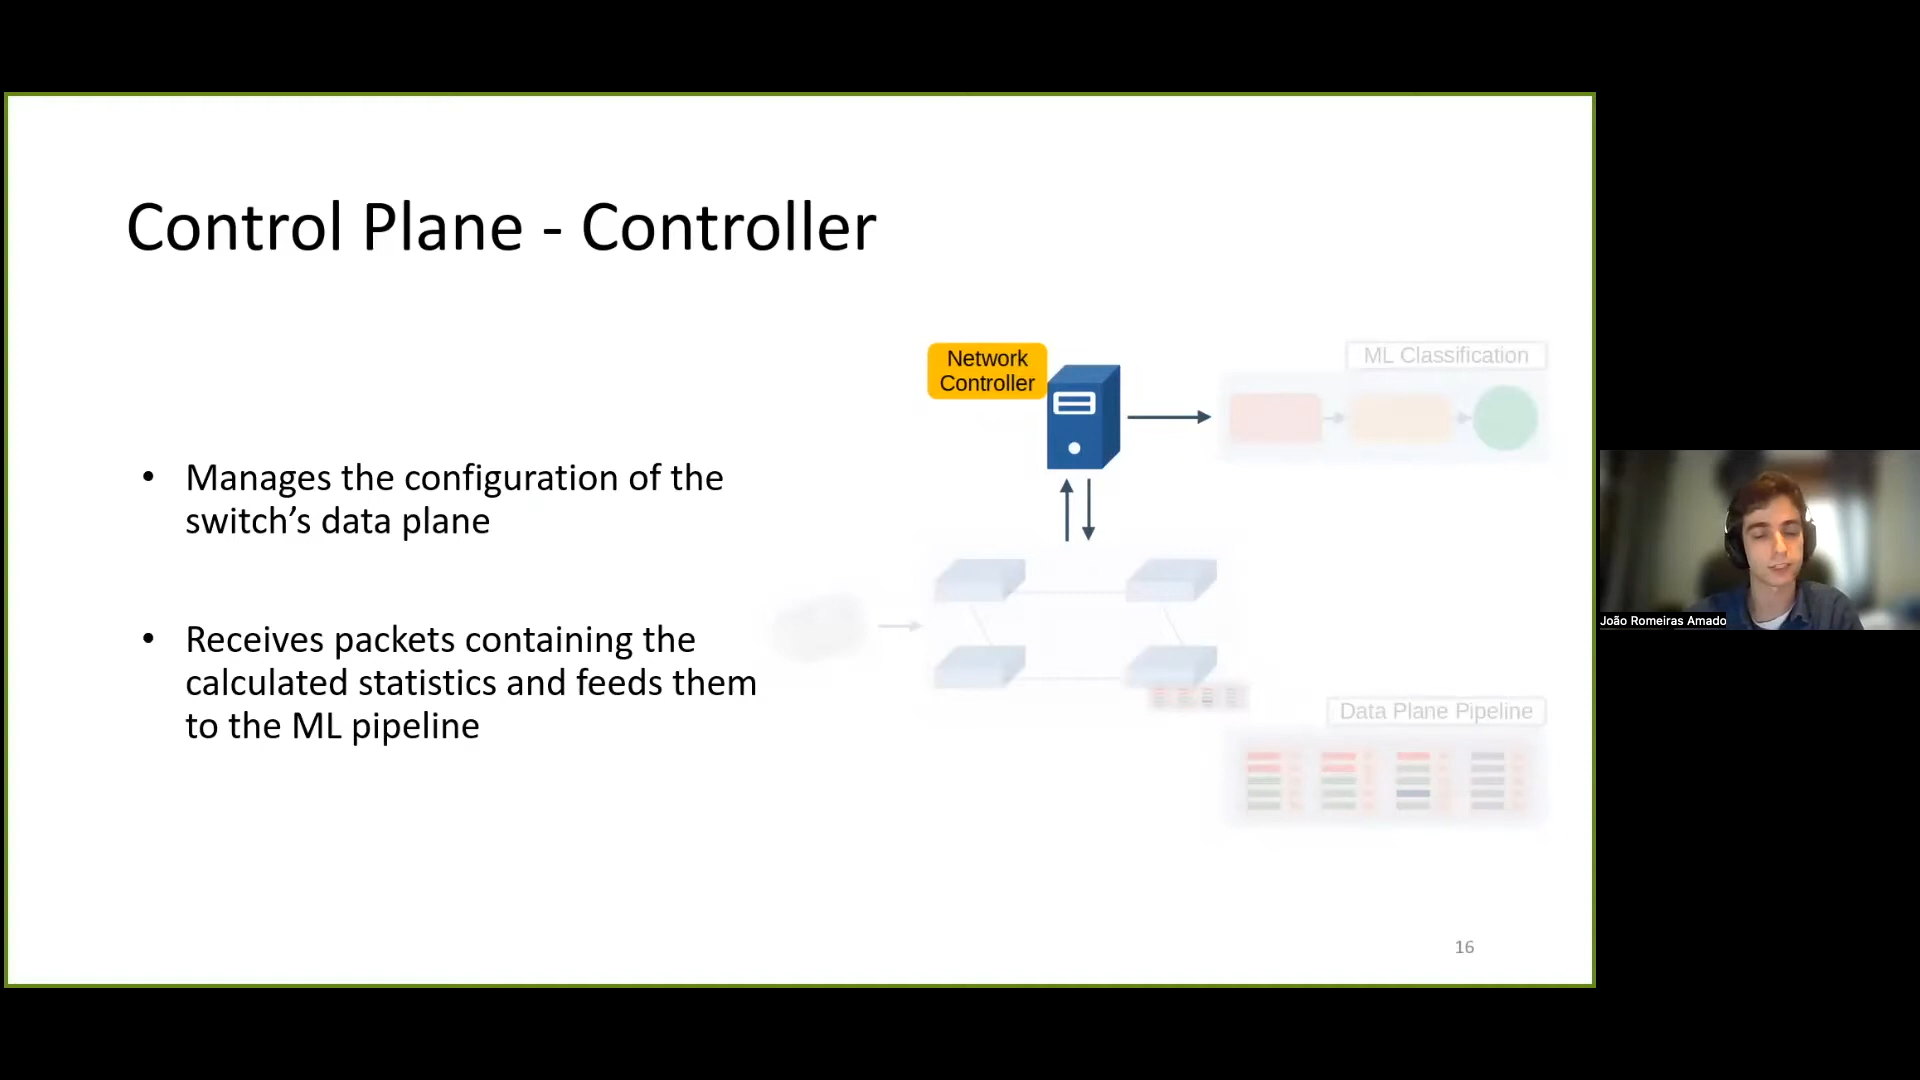 Control Plane - Controller
• Manages the configuration of the
switch’s data plane
• Receives packets containing the
calculated statistics and feeds them
to the ML pipeline
Network
Controller
ML Classification
Data Plane Pipeline
16
João Romeiras Amado